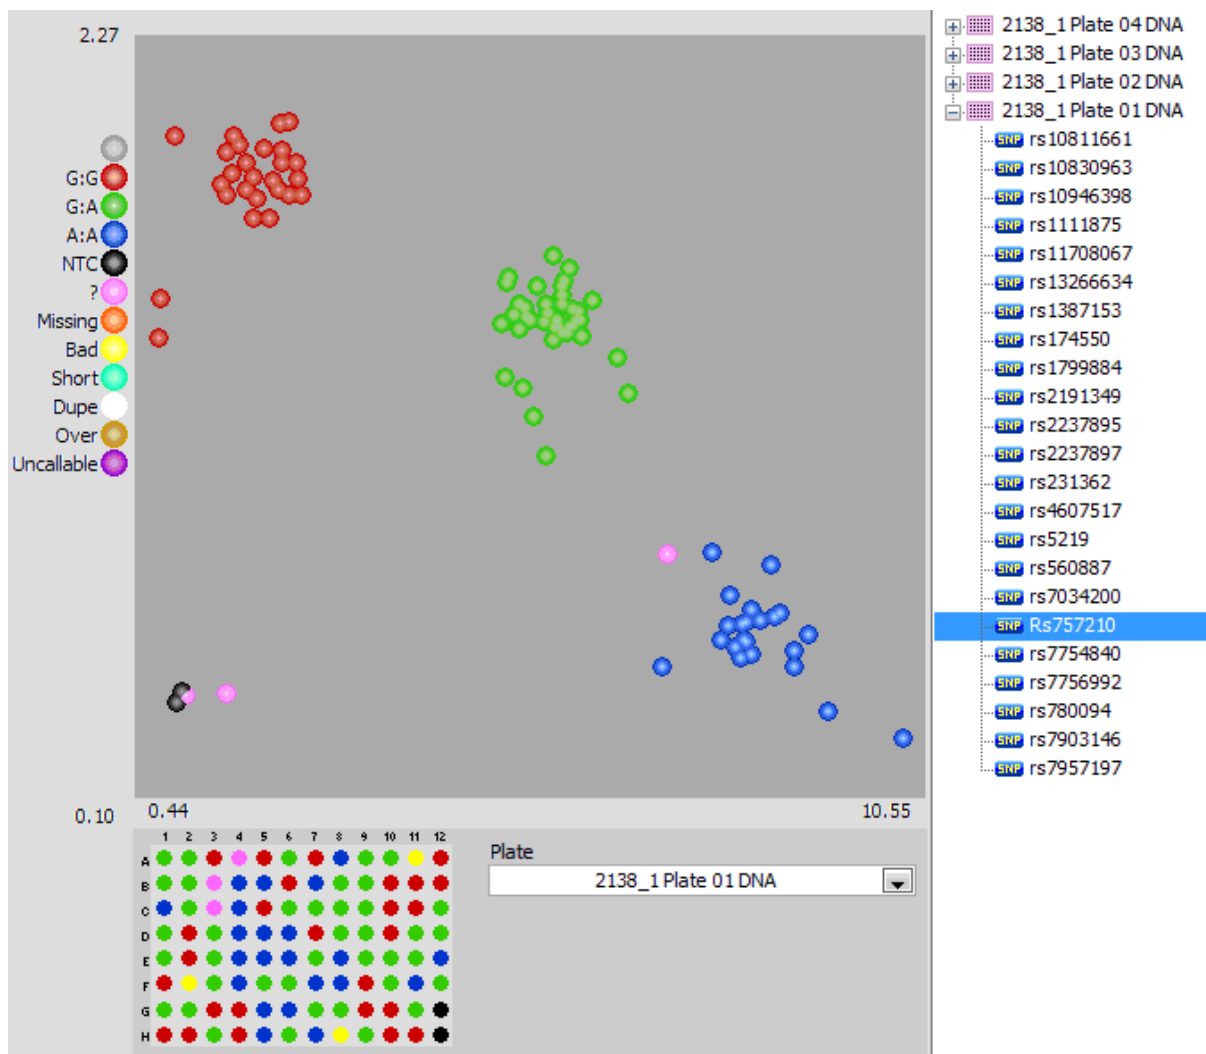 2.27
G:G
G:A
A:A
NTC
?
Missing
Bad
Short
Dupe
Over
Uncallable
0.10
0.44
10.55
1 2 3 4 5 6 7 8 9 10 11 12
A
B
C
D
E
F
G
H
Plate
2138_1 Plate 01 DNA
2138_1 Plate 04 DNA
2138_1 Plate 03 DNA
2138_1 Plate 02 DNA
2138_1 Plate 01 DNA
SNP rs10811661
SNP rs10830963
SNP rs10946398
SNP rs1111875
SNP rs11708067
SNP rs13266634
SNP rs1387153
SNP rs174550
SNP rs1799884
SNP rs2191349
SNP rs2237895
SNP rs2237897
SNP rs231362
SNP rs4607517
SNP rs5219
SNP rs560887
SNP rs7034200
SNP Rs757210
SNP rs7754840
SNP rs7756992
SNP rs780094
SNP rs7903146
SNP rs7957197